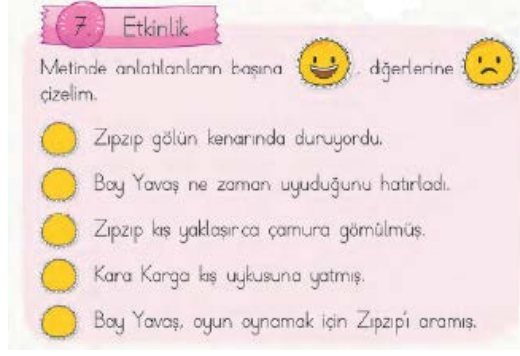 7. Etkinlik
Metinde anlatılanların başına , diğerlerine
çizelim.
Zıpzıp gölün kenarında duruyordu.
Bay Yavaş ne zaman uyuduğunu hatırladı.
Zıpzıp kış yaklaşırca çamura gömülmüş.
Kara Karga kış uykusuna yatmış.
Bay Yavaş, oyun oynamak için Zıpzıp'ı aramış.